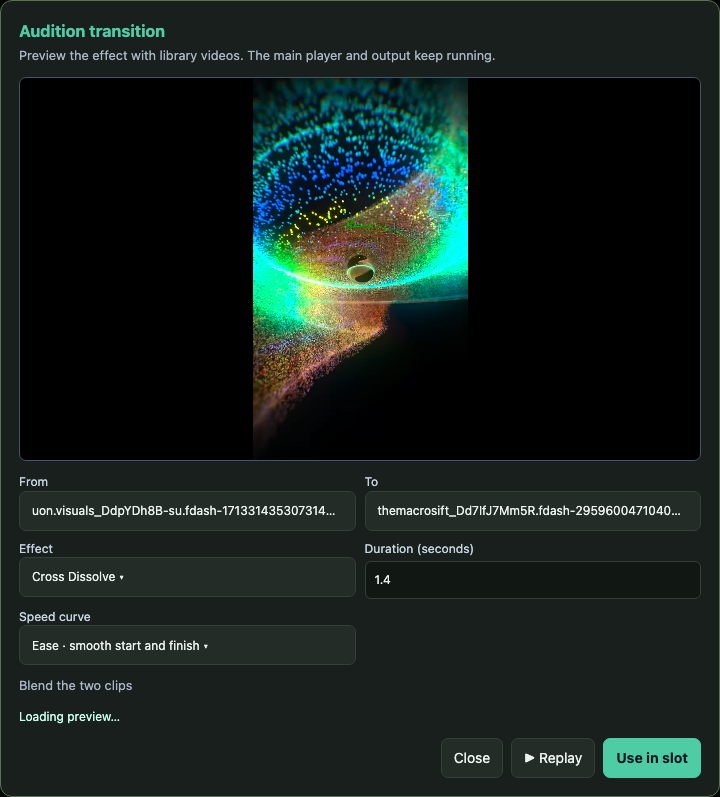 Audition transition
Preview the effect with library videos. The main player and output keep running.
From
To
uon.visuals_DdpYDh8B-su.fdash-171331435307314...
themacrosift_Dd7IfJ7Mm5R.fdash-2959600471040...
Effect
Duration (seconds)
Cross Dissolve ▾
1.4
Speed curve
Ease · smooth start and finish ▾
Blend the two clips
Loading preview...
Close
▶ Replay
Use in slot